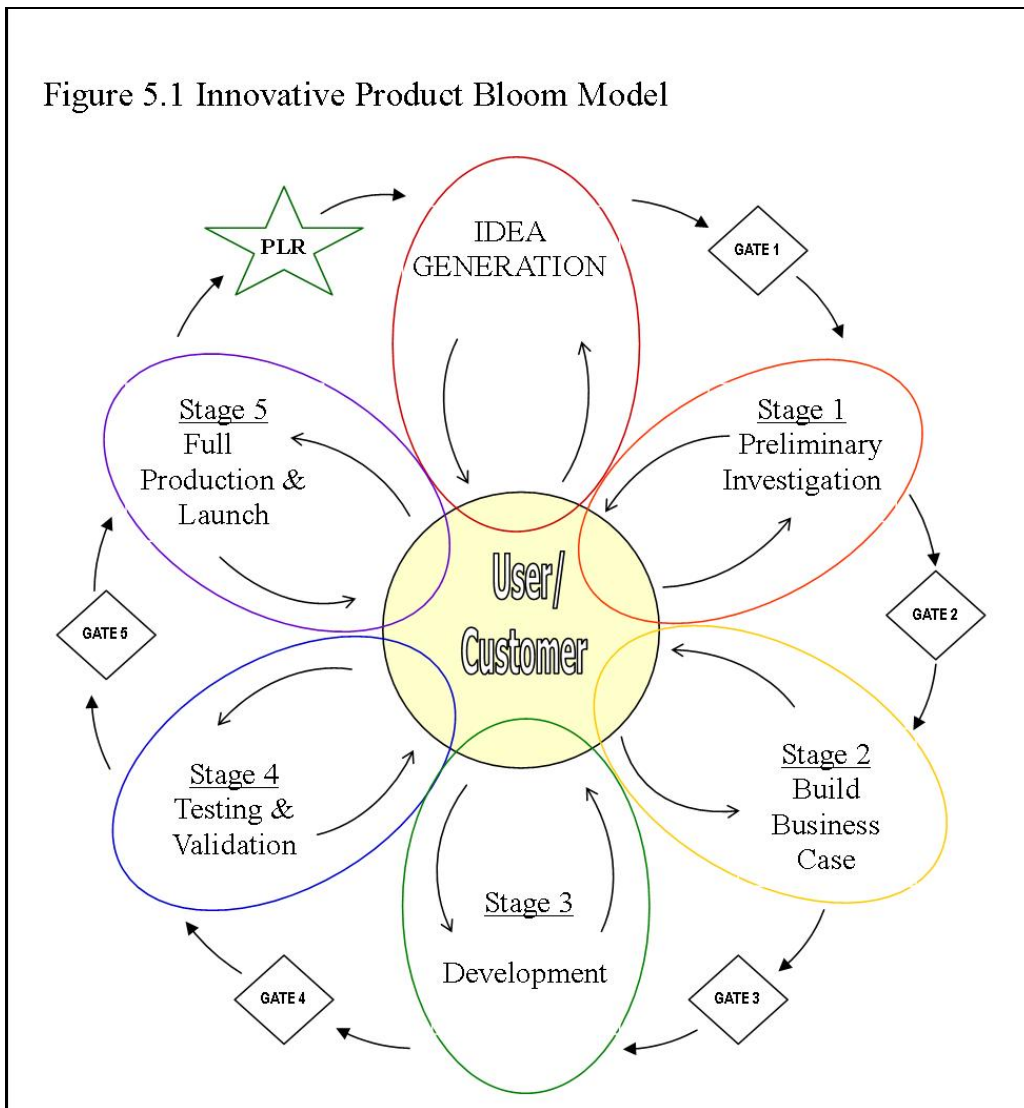 Figure 5.1 Innovative Product Bloom Model
PLR
IDEA
GENERATION
GATE 1
Stage 1
Preliminary
Investigation
GATE 2
Stage 2
Build
Business
Case
GATE 3
Stage 3
Development
GATE 4
Stage 4
Testing &
Validation
GATE 5
Stage 5
Full
Production &
Launch
User/
Customer